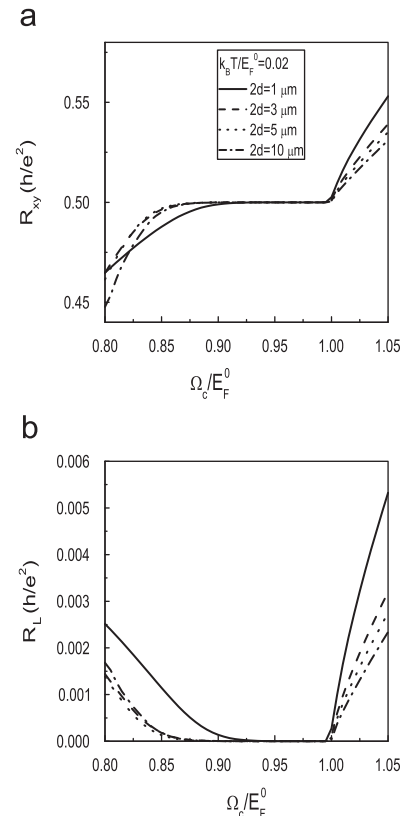 a
k_B T/E_F^0=0.02
2d=1 μm
2d=3 μm
2d=5 μm
2d=10 μm
R_xy (h/e²)
0.55
0.50
0.45
0.80 0.85 0.90 0.95 1.00 1.05
Ω_c/E_F^0
b
R_L (h/e²)
0.006
0.005
0.004
0.003
0.002
0.001
0.000
0.80 0.85 0.90 0.95 1.00 1.05
Ω_c/E_F^0